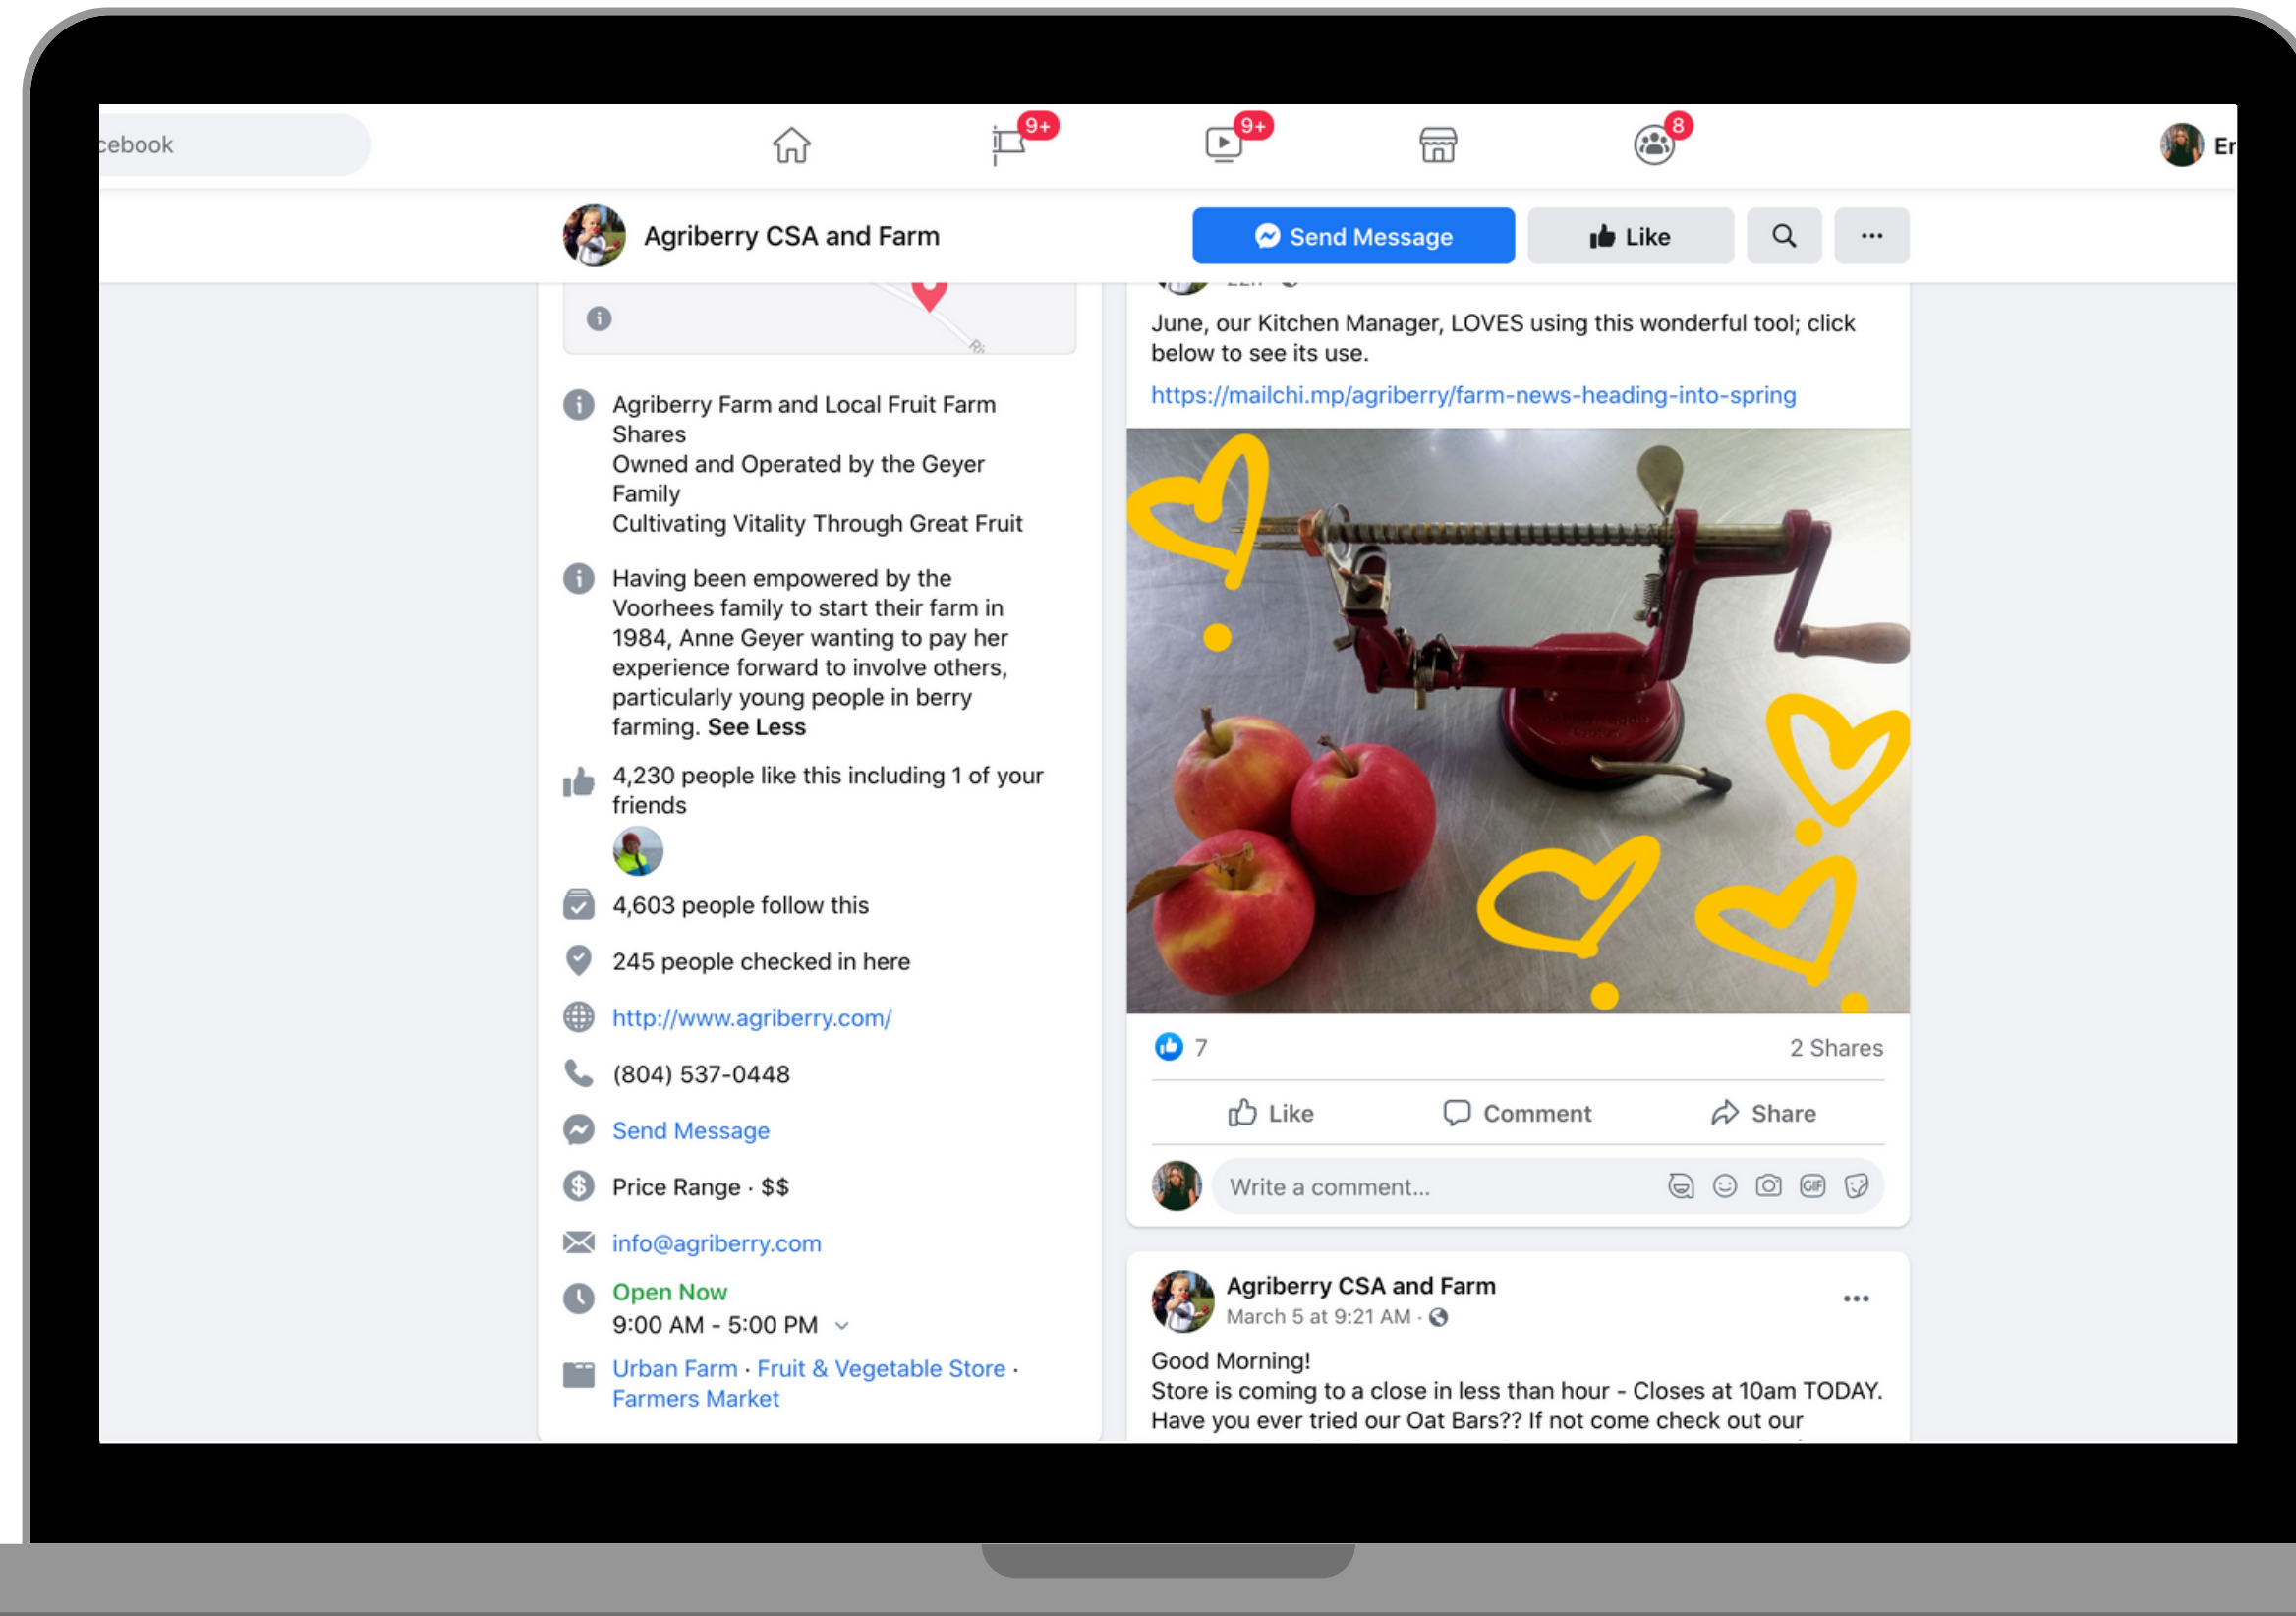 cebook
9+
9+
8
Er
Agriberry CSA and Farm
Send Message
Like
Ri
Agriberry Farm and Local Fruit Farm
Shares
Owned and Operated by the Geyer
Family
Cultivating Vitality Through Great Fruit
Having been empowered by the
Voorhees family to start their farm in
1984, Anne Geyer wanting to pay her
experience forward to involve others,
particularly young people in berry
farming. See Less
4,230 people like this including 1 of your
friends
4,603 people follow this
245 people checked in here
http://www.agriberry.com/
(804) 537-0448
Send Message
Price Range · $$
info@agriberry.com
Open Now
9:00 AM - 5:00 PM
Urban Farm · Fruit & Vegetable Store ·
Farmers Market
June, our Kitchen Manager, LOVES using this wonderful tool; click
below to see its use.
https://mailchi.mp/agriberry/farm-news-heading-into-spring
7
2 Shares
Like
Comment
Share
Write a comment...
GIF
Agriberry CSA and Farm
March 5 at 9:21 AM ·
Good Morning!
Store is coming to a close in less than hour - Closes at 10am TODAY.
Have you ever tried our Oat Bars?? If not come check out our